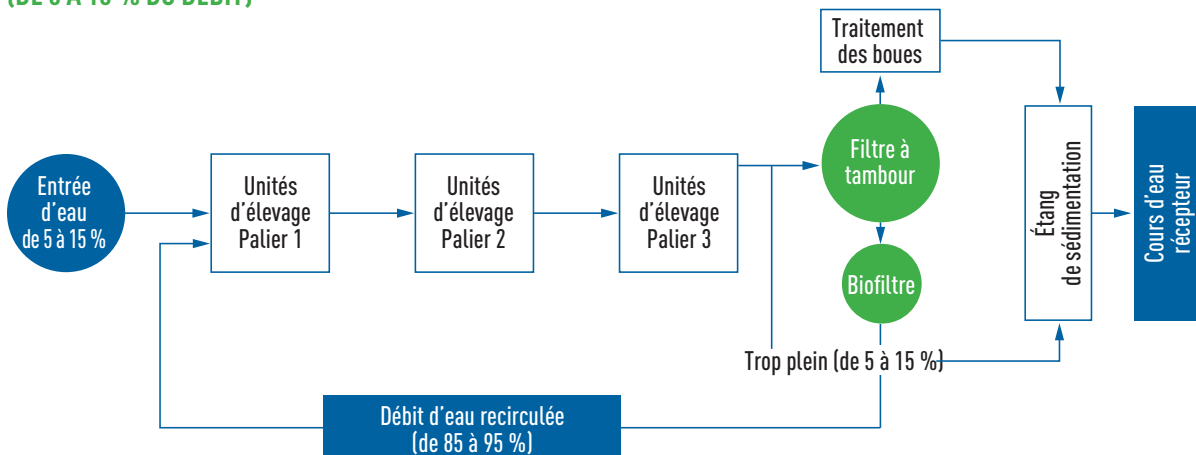 Traitement
des boues
Entrée
d'eau
de 5 à 15 %
Unités
d'élevage
Palier 1
Unités
d'élevage
Palier 2
Unités
d'élevage
Palier 3
Filtre à
tambour
Biofiltre
Étang
de sédimentation
Cours d'eau
récepteur
Trop plein (de 5 à 15 %)
Débit d'eau recirculée
(de 85 à 95 %)